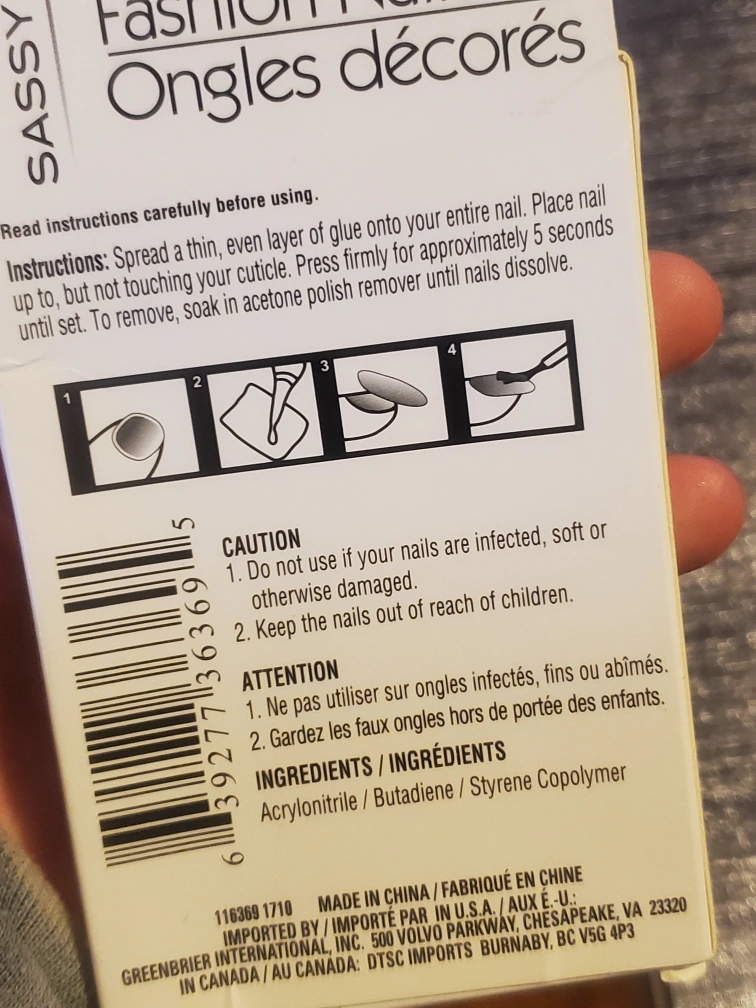 SASSY
Fashion
Ongles décorés
Read instructions carefully before using.
Instructions: Spread a thin, even layer of glue onto your entire nail. Place nail
up to, but not touching your cuticle. Press firmly for approximately 5 seconds
until set. To remove, soak in acetone polish remover until nails dissolve.
1 2 3 4
CAUTION
1. Do not use if your nails are infected, soft or
otherwise damaged.
2. Keep the nails out of reach of children.
ATTENTION
1. Ne pas utiliser sur ongles infectés, fins ou abîmés.
2. Gardez les faux ongles hors de portée des enfants.
INGREDIENTS / INGRÉDIENTS
Acrylonitrile / Butadiene / Styrene Copolymer
6 39277 36369 5
116369 1710 MADE IN CHINA / FABRIQUÉ EN CHINE
IMPORTED BY / IMPORTÉ PAR IN U.S.A. / AUX É.-U.:
GREENBRIER INTERNATIONAL, INC. 500 VOLVO PARKWAY, CHESAPEAKE, VA 23320
IN CANADA / AU CANADA: DTSC IMPORTS BURNABY, BC V5G 4P3